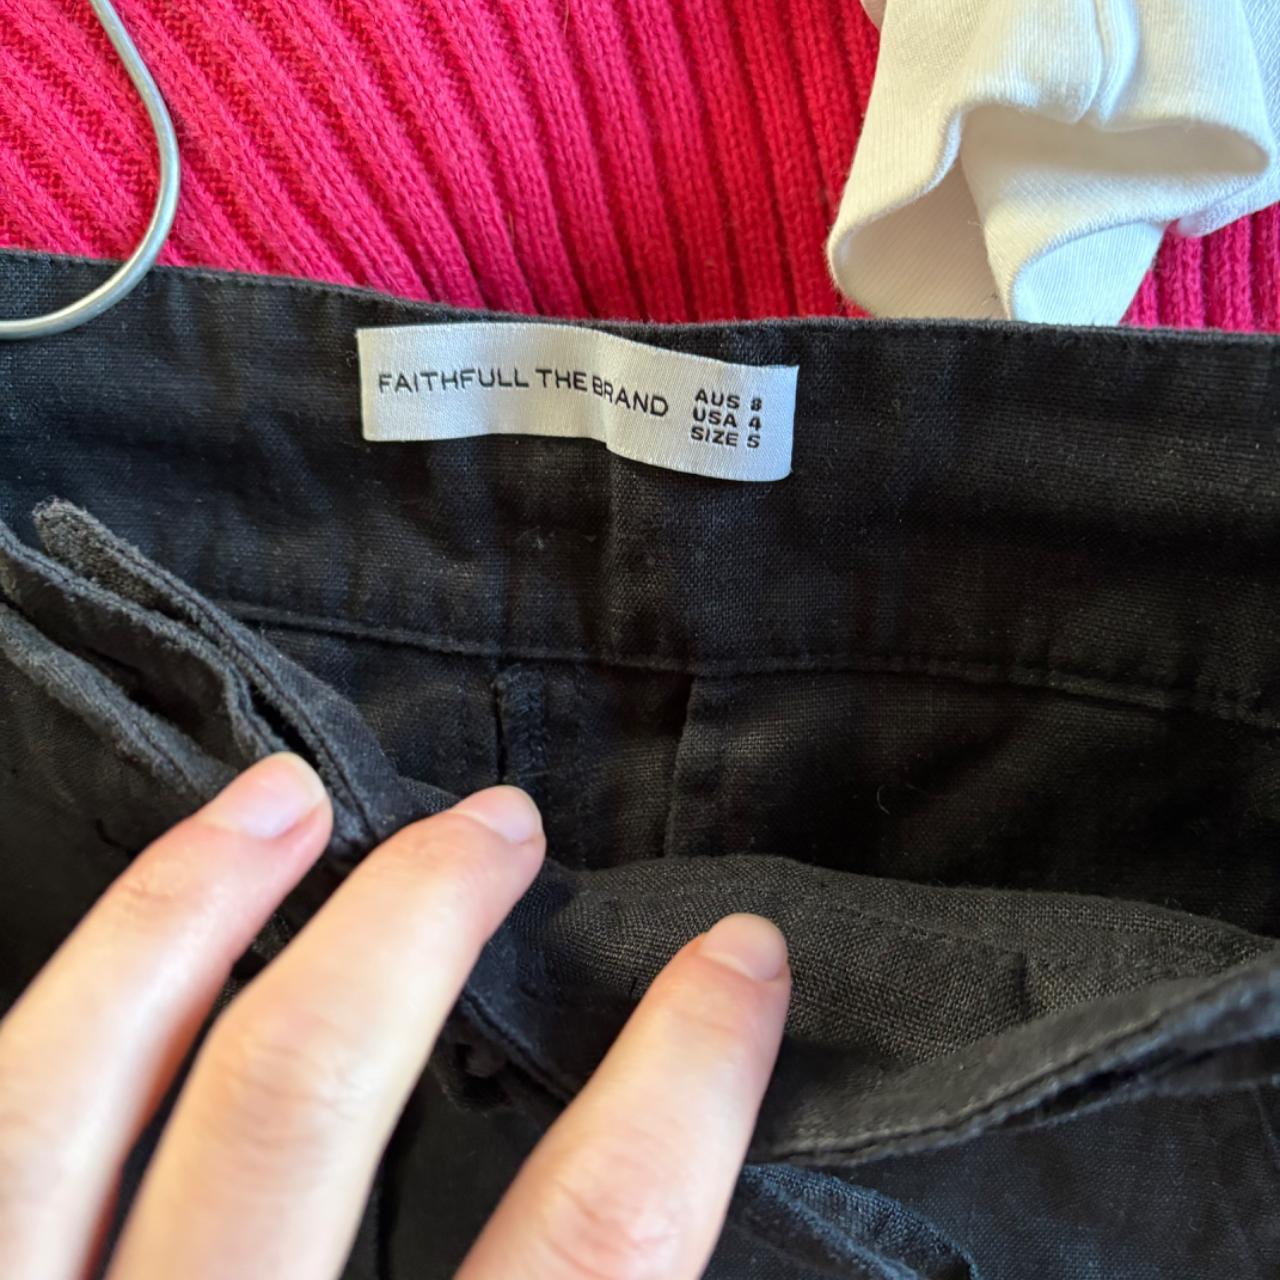 FAITHFULL THE BRAND
AUS 8
USA 4
SIZE S